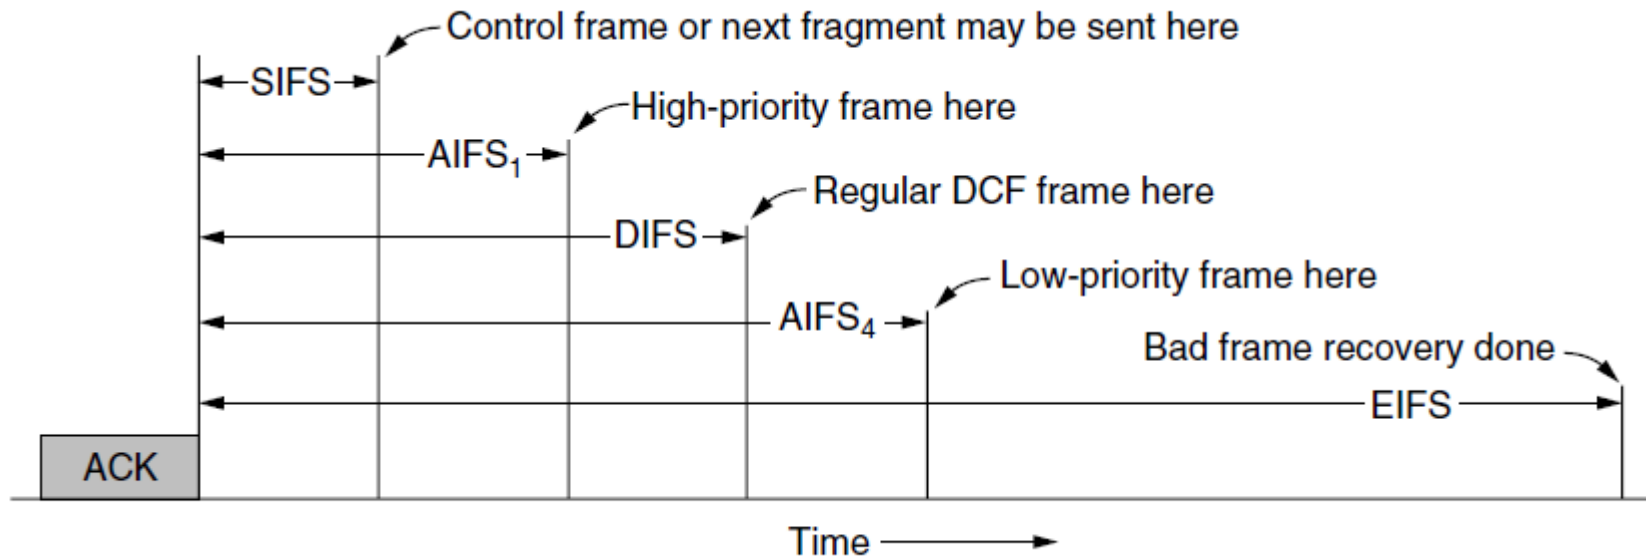 Control frame or next fragment may be sent here
SIFS
High-priority frame here
AIFS₁
Regular DCF frame here
DIFS
Low-priority frame here
AIFS₄
Bad frame recovery done
EIFS
ACK
Time